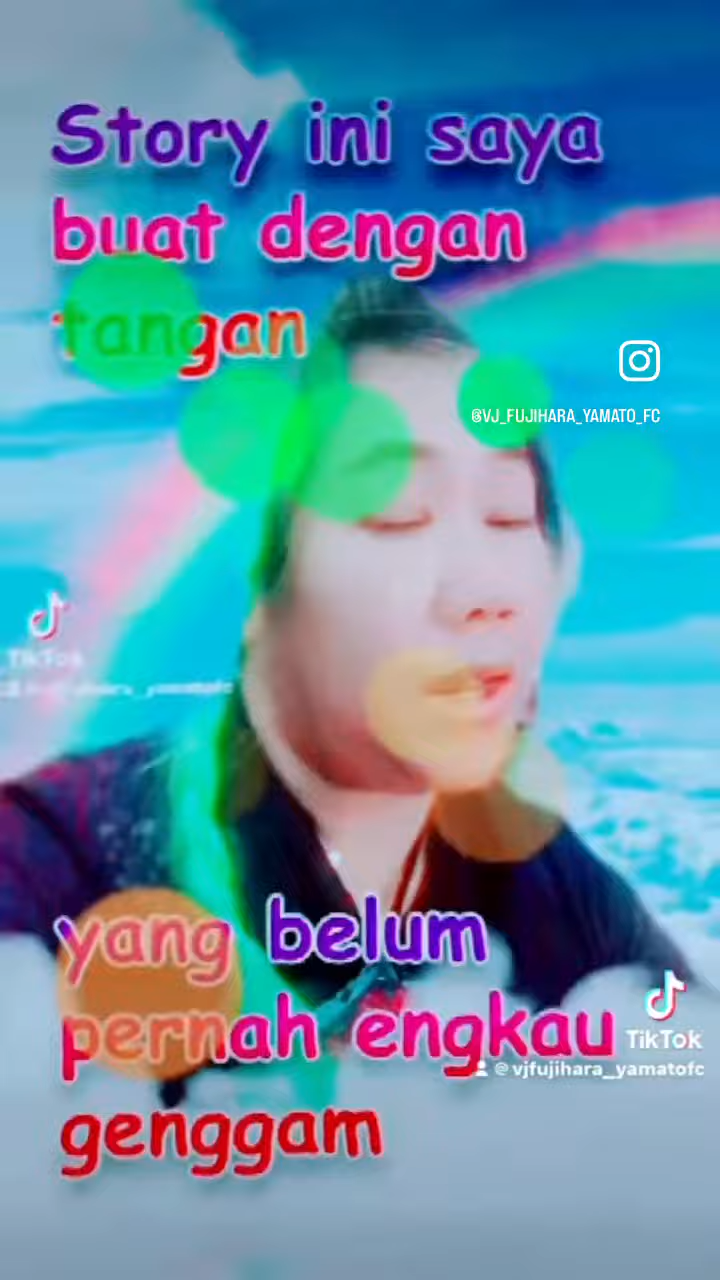 Story ini saya
buat dengan
tangan
@VJ_FUJIHARA_YAMATO_FC
TikTok
yang belum
pernah engkau
genggam
TikTok
@vjfujihara_yamatofc